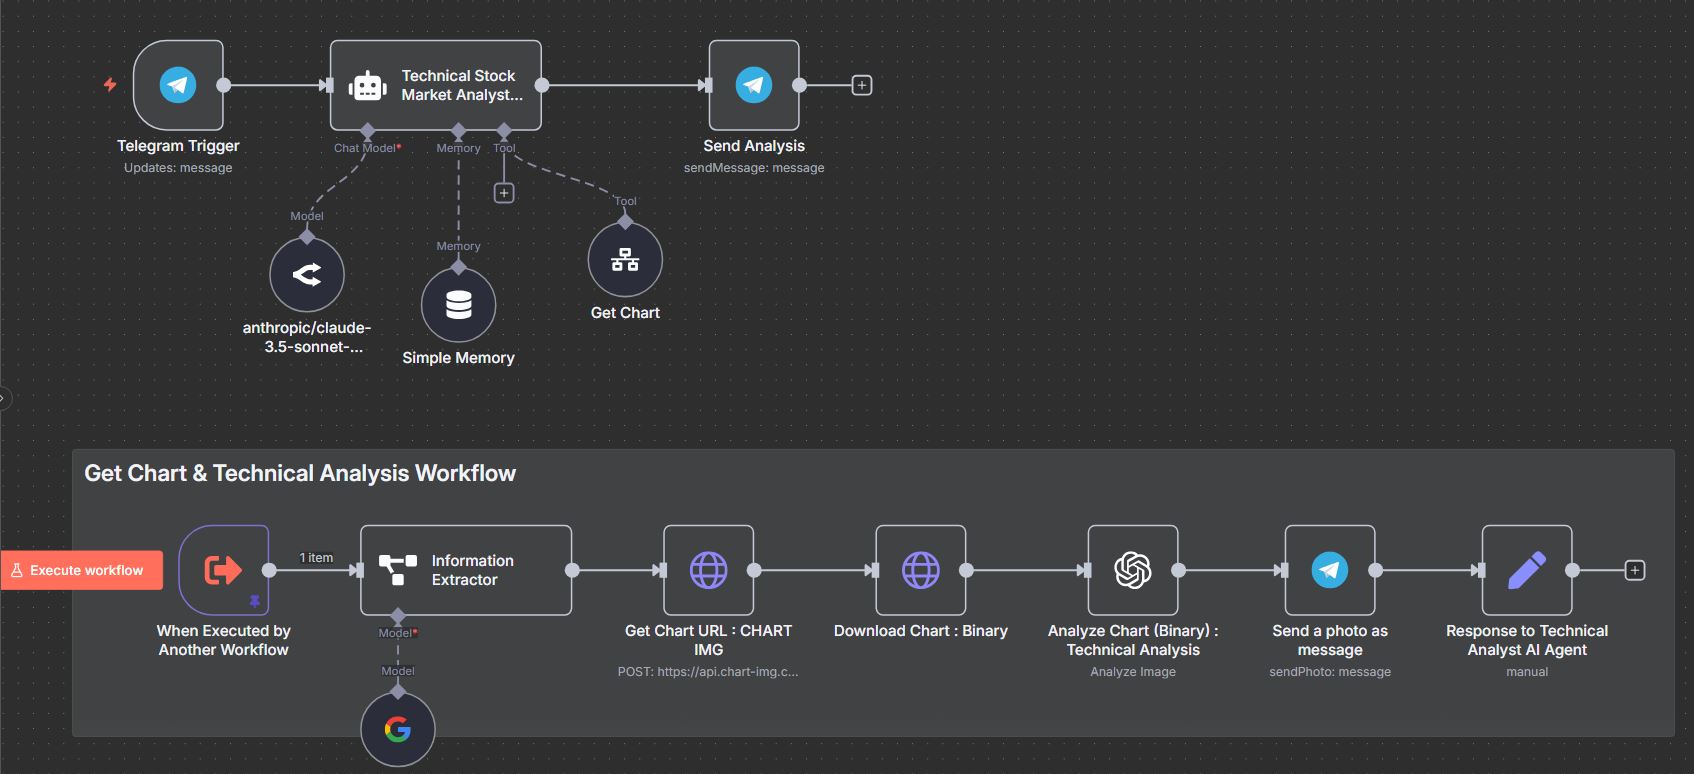 Technical Stock
Market Analyst...
Telegram Trigger
Updates: message
Chat Model*
Memory
Tool
Send Analysis
sendMessage: message
Model
Memory
Tool
anthropic/claude-
3.5-sonnet-...
Simple Memory
Get Chart
Get Chart & Technical Analysis Workflow
Execute workflow
1 item
Information
Extractor
When Executed by
Another Workflow
Model*
Model
Get Chart URL : CHART
IMG
POST: https://api.chart-img.c...
Download Chart : Binary
Analyze Chart (Binary) :
Technical Analysis
Analyze Image
Send a photo as
message
sendPhoto: message
Response to Technical
Analyst AI Agent
manual